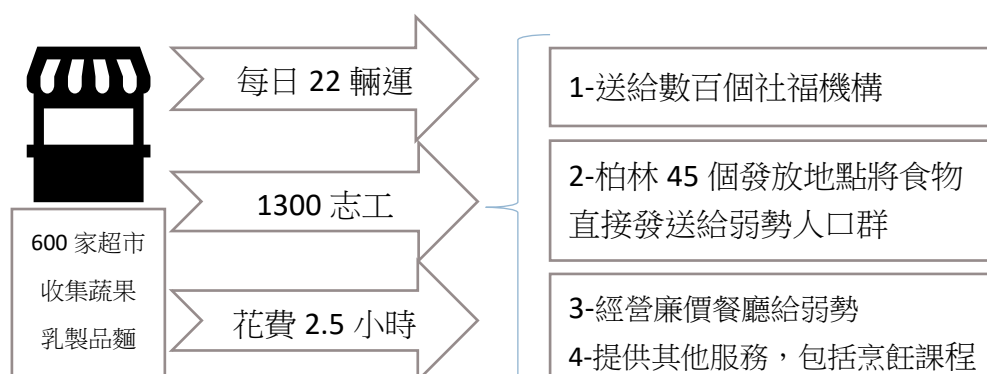 600 家超市
收集蔬果
乳製品麵
每日 22 輛運
1300 志工
花費 2.5 小時
1-送給數百個社福機構
2-柏林 45 個發放地點將食物
直接發送給弱勢人口群
3-經營廉價餐廳給弱勢
4-提供其他服務，包括烹飪課程